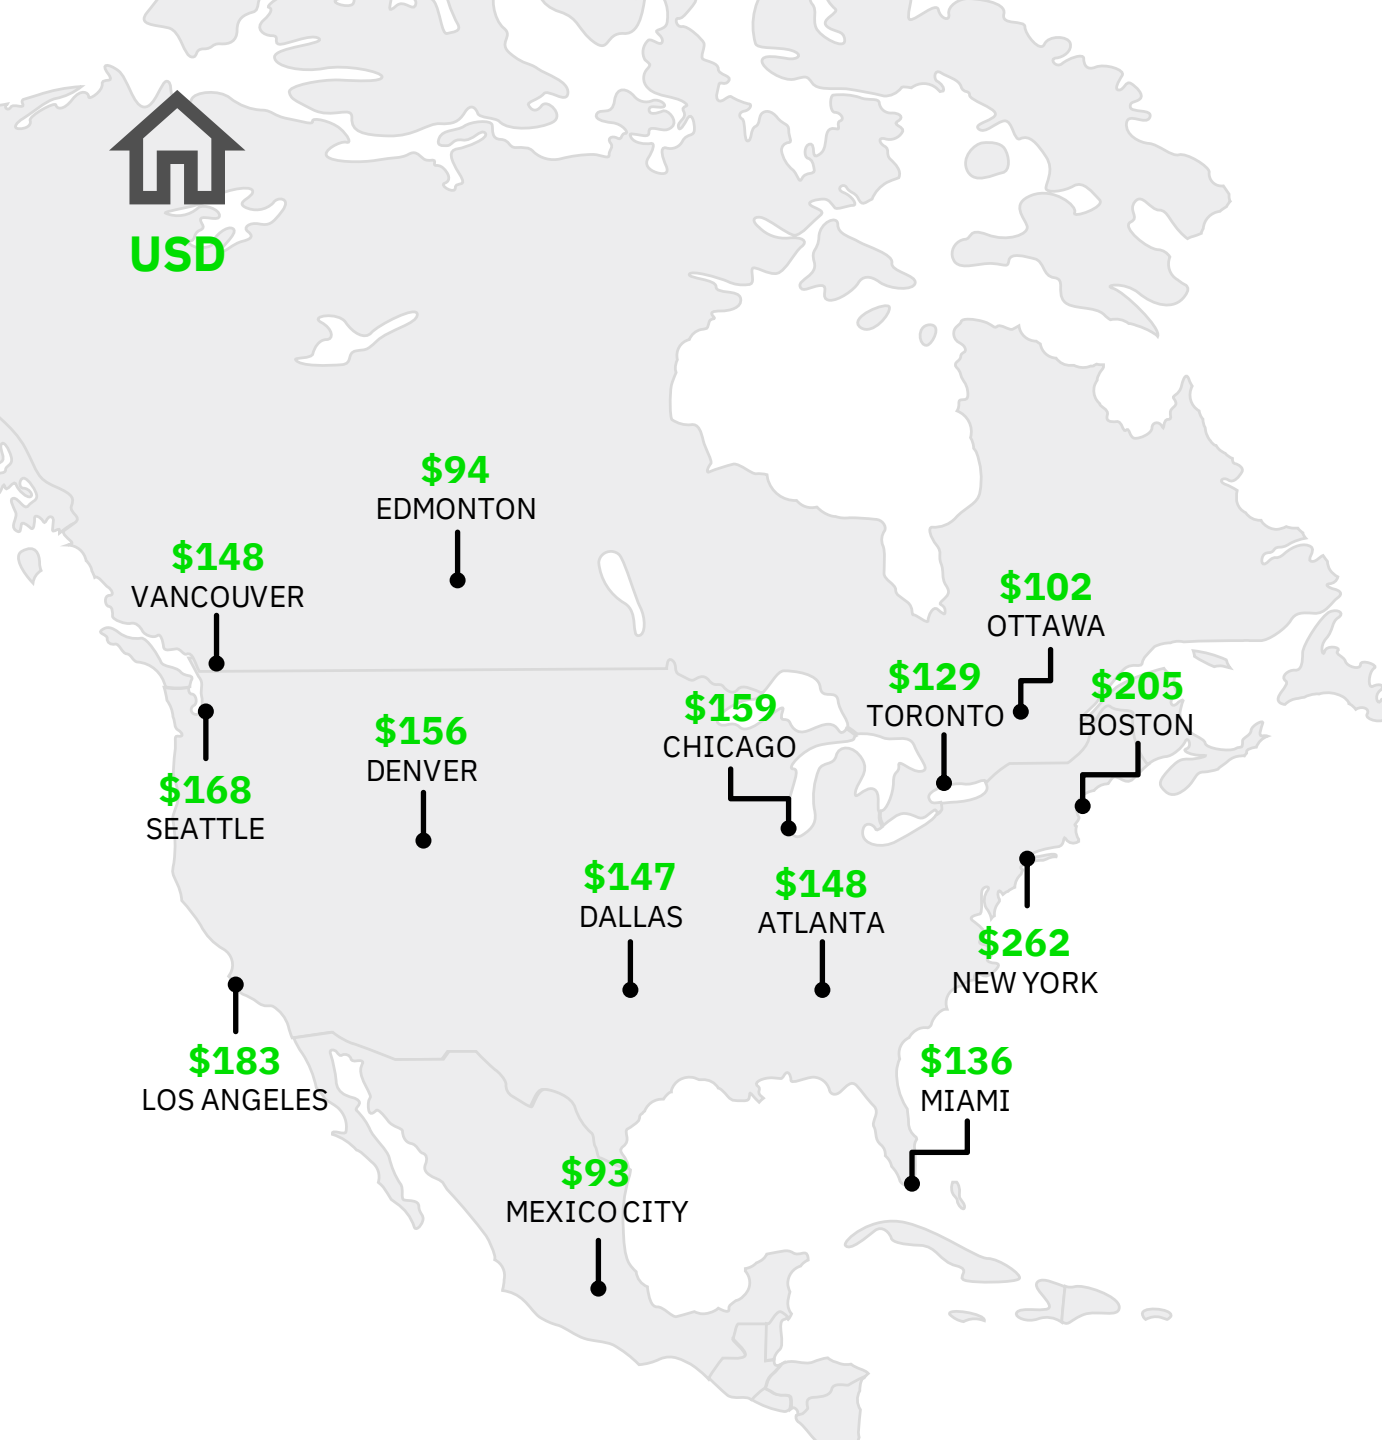 USD
$94
EDMONTON
$148
VANCOUVER
$102
OTTAWA
$129
TORONTO
$205
BOSTON
$159
CHICAGO
$156
DENVER
$168
SEATTLE
$147
DALLAS
$148
ATLANTA
$262
NEW YORK
$183
LOS ANGELES
$136
MIAMI
$93
MEXICO CITY